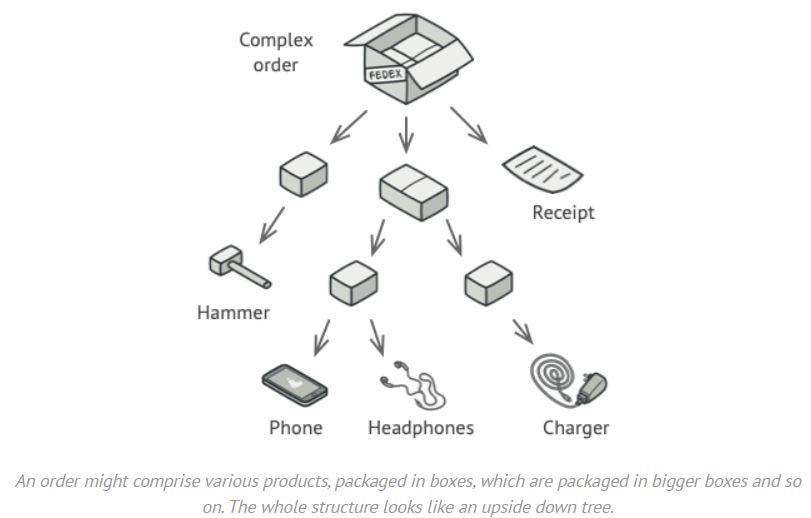 Complex
order
FEDEX
Receipt
Hammer
Phone
Headphones
Charger
An order might comprise various products, packaged in boxes, which are packaged in bigger boxes and so
on. The whole structure looks like an upside down tree.